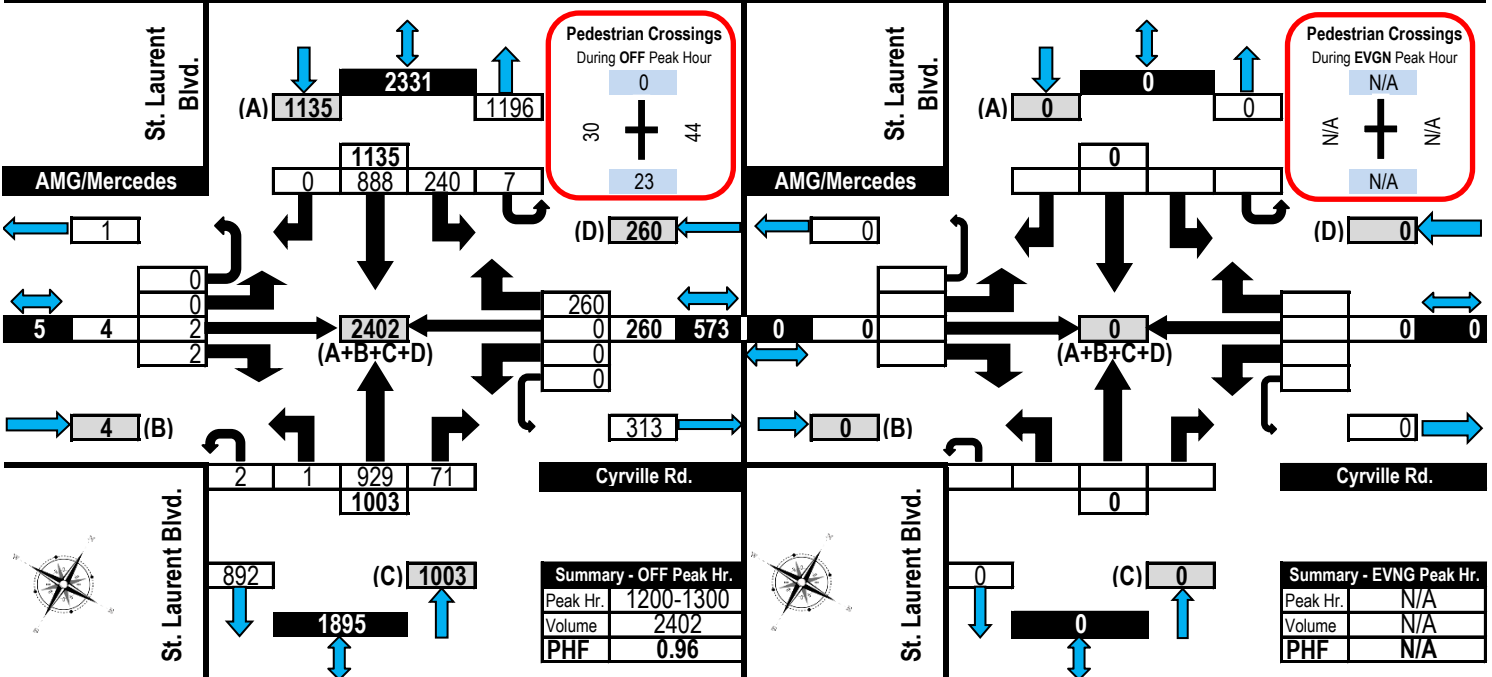 St. Laurent
Blvd.
(A) 1135
2331
1196
Pedestrian Crossings
During OFF Peak Hour
0
30
44
23
1135
0 888 240 7
AMG/Mercedes
1
(D) 260
0
0
5 4 2
2
2402
(A+B+C+D)
260
0 260 573
0
0
4 (B)
313
2 1 929 71
1003
Cyrville Rd.
St. Laurent Blvd.
892
(C) 1003
1895
Summary - OFF Peak Hr.
Peak Hr. 1200-1300
Volume 2402
PHF 0.96
St. Laurent
Blvd.
(A) 0
0
0
Pedestrian Crossings
During EVGN Peak Hour
N/A
N/A
N/A
N/A
0
AMG/Mercedes
0
(D) 0
0 0
0
(A+B+C+D)
0 0
0 (B)
0
0
Cyrville Rd.
St. Laurent Blvd.
0
(C) 0
0
Summary - EVNG Peak Hr.
Peak Hr. N/A
Volume N/A
PHF N/A